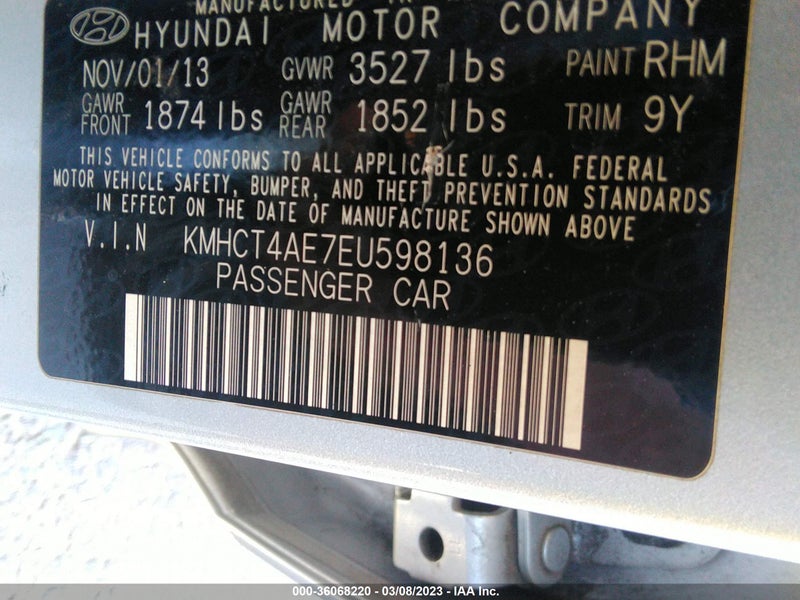 MANUFACTURED
HYUNDAI MOTOR COMPANY
NOV/01/13 GVWR 3527 lbs PAINT RHM
GAWR FRONT 1874 lbs GAWR REAR 1852 lbs TRIM 9Y
THIS VEHICLE CONFORMS TO ALL APPLICABLE U.S.A. FEDERAL
MOTOR VEHICLE SAFETY, BUMPER, AND THEFT PREVENTION STANDARDS
IN EFFECT ON THE DATE OF MANUFACTURE SHOWN ABOVE
V.I.N KMHCT4AE7EU598136
PASSENGER CAR
000-36068220 - 03/08/2023 - IAA Inc.